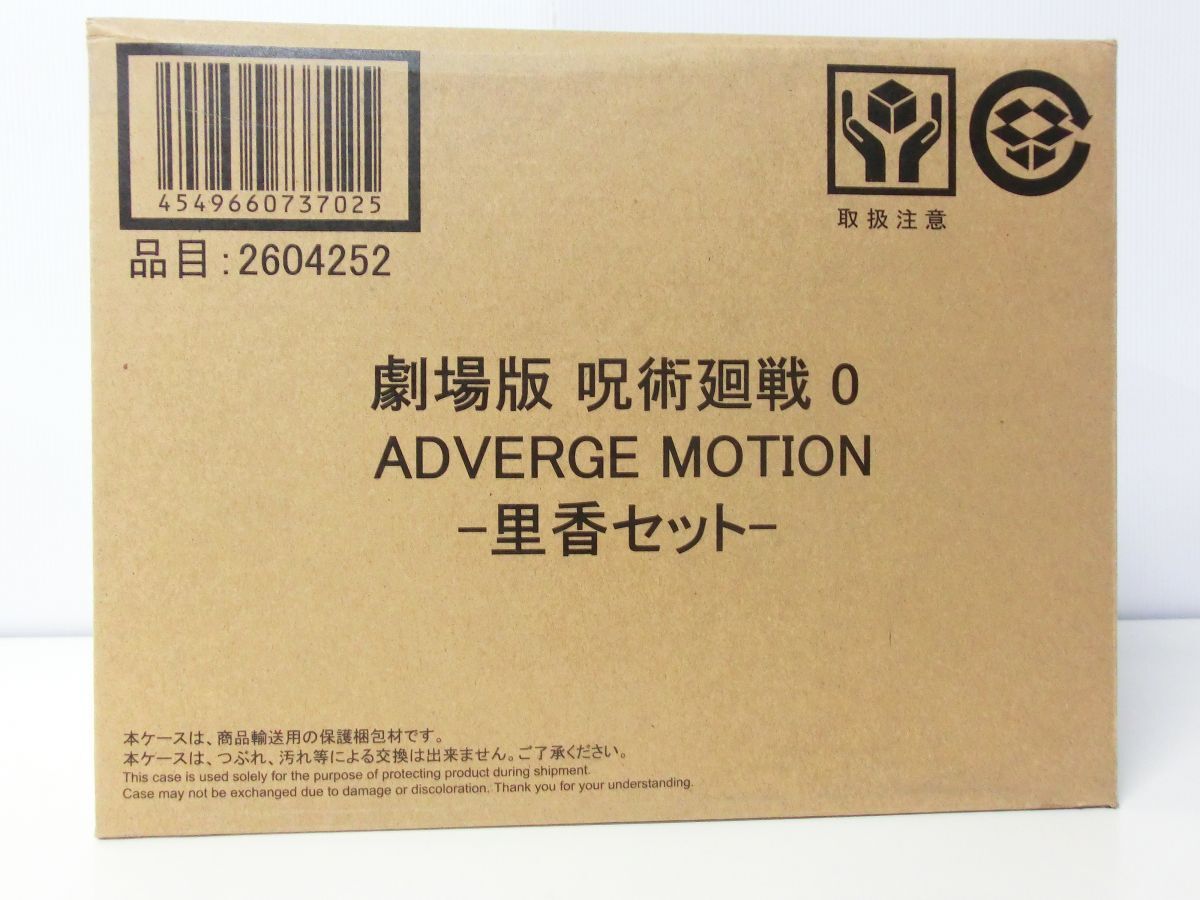 4549660737025
品目:2604252
取扱注意
劇場版 呪術廻戦 0
ADVERGE MOTION
-里香セット-
本ケースは、商品輸送用の保護梱包材です。
本ケースは、つぶれ、汚れ等による交換は出来ません。ご了承ください。
This case is used solely for the purpose of protecting product during shipment.
Case may not be exchanged due to damage or discoloration. Thank you for your understanding.